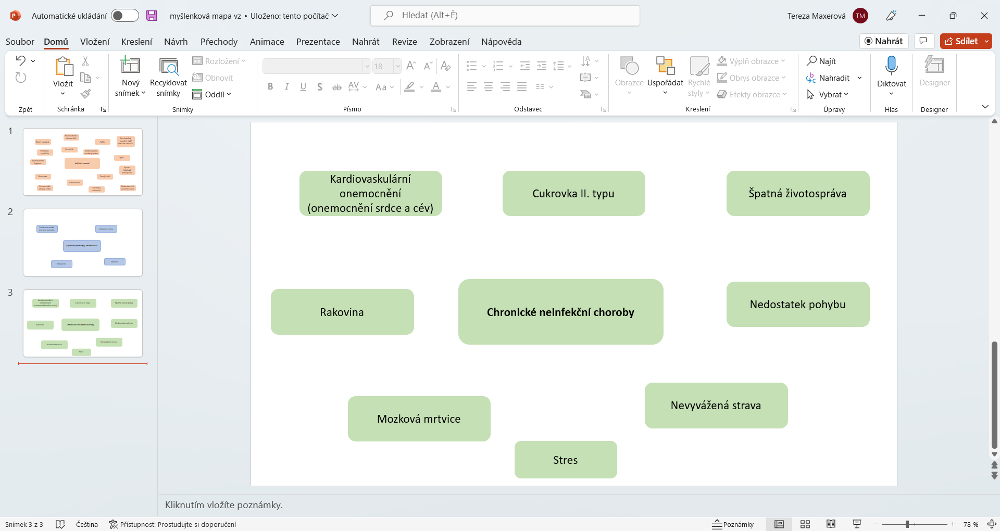 Automatické ukládání
myšlenková mapa vz • Uloženo: tento počítač
Hledat (Alt+Ě)
Tereza Maxerová
TM
Soubor Domů Vložení Kreslení Návrh Přechody Animace Prezentace Nahrát Revize Zobrazení Nápověda
Nahrát
Sdílet
Zpět
Vložit
Schránka
Nový
snímek
Recyklovat
snímky
Rozložení
Obnovit
Oddíl
Snímky
18
Písmo
Odstavec
Obrazce
Uspořádat
Rychlé
styly
Výplň obrazce
Obrys obrazce
Efekty obrazce
Kreslení
Najít
Nahradit
Vybrat
Úpravy
Diktovat
Hlas
Designer
Designer
1
2
3
Kardiovaskulární
onemocnění
(onemocnění srdce a cév)
Cukrovka II. typu
Špatná životospráva
Rakovina
Chronické neinfekční choroby
Nedostatek pohybu
Mozková mrtvice
Nevyvážená strava
Stres
Kliknutím vložíte poznámky.
Snímek 3 z 3
Čeština
Přístupnost: Prostudujte si doporučení
Poznámky
78 %